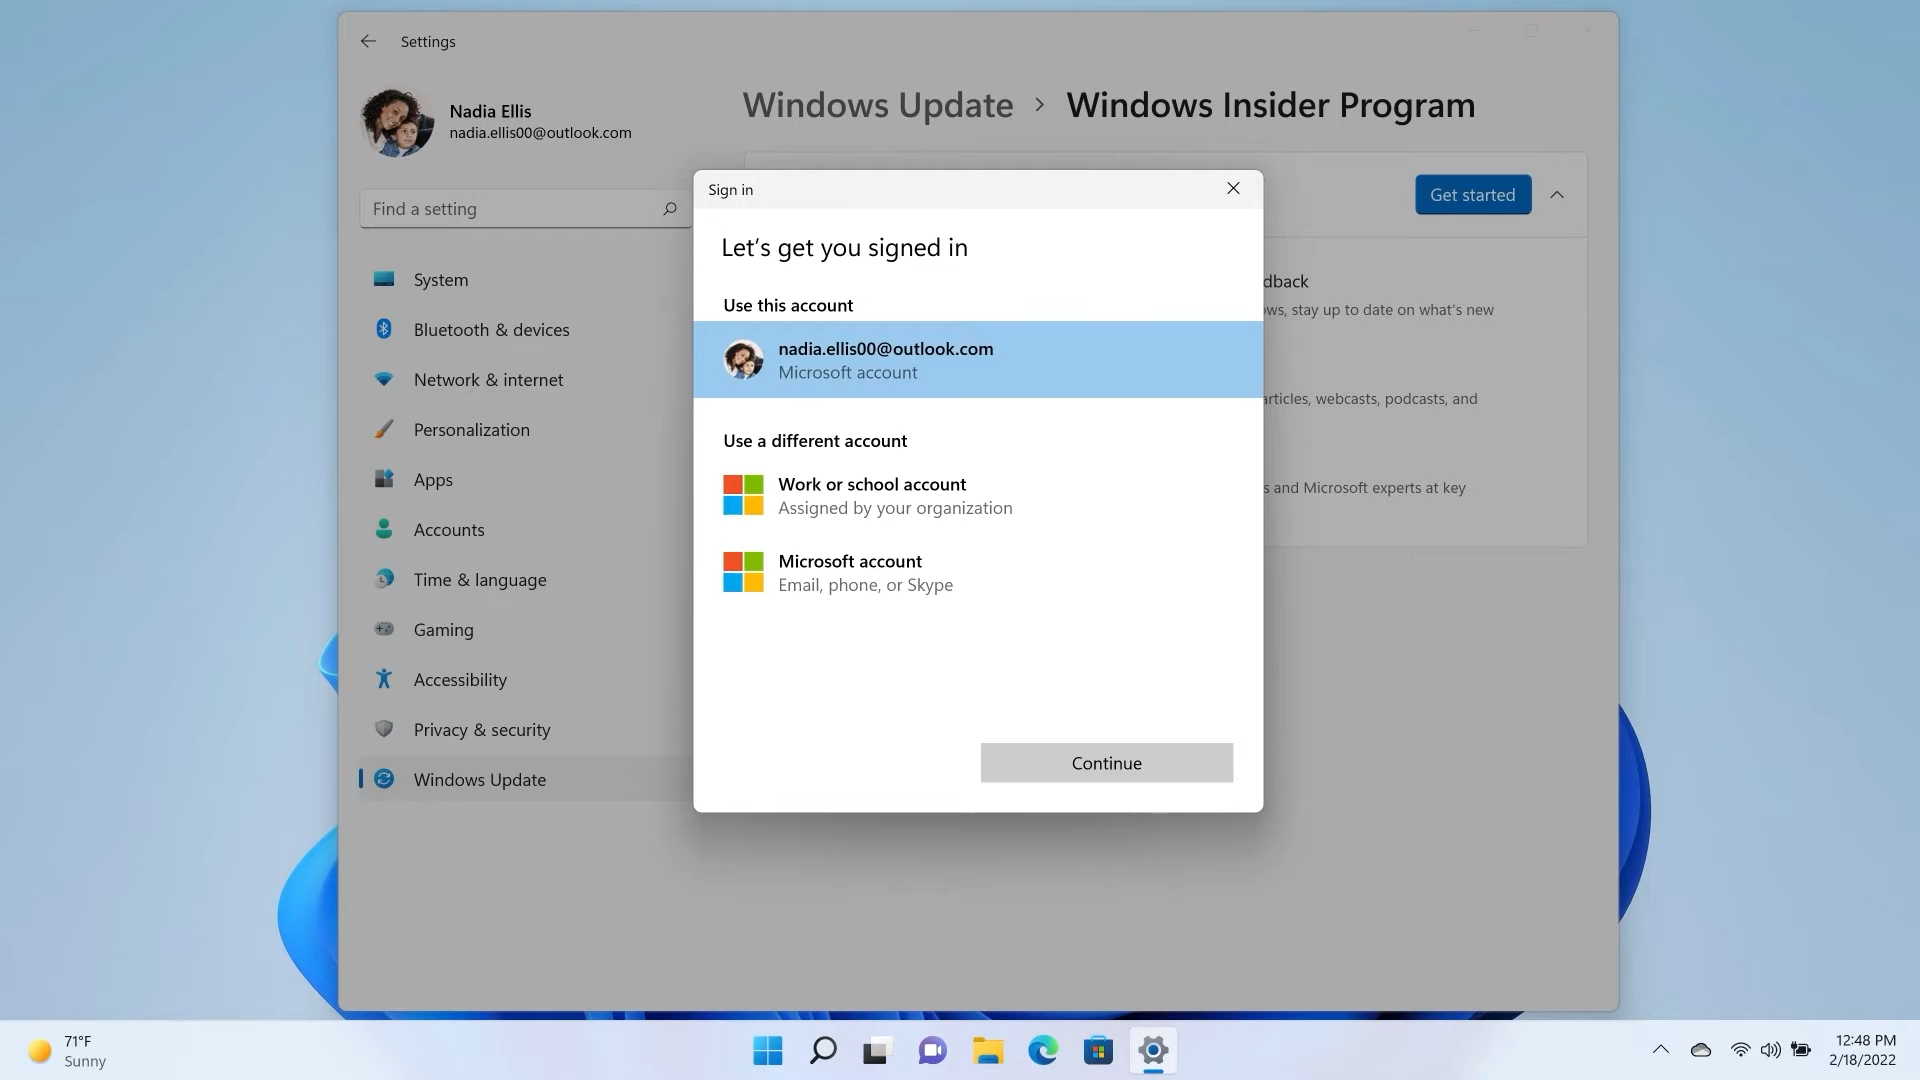 Settings
Nadia Ellis
nadia.ellis00@outlook.com
Find a setting
System
Bluetooth & devices
Network & internet
Personalization
Apps
Accounts
Time & language
Gaming
Accessibility
Privacy & security
Windows Update
Windows Update > Windows Insider Program
Get started
dback
ws, stay up to date on what's new
articles, webcasts, podcasts, and
s and Microsoft experts at key
Sign in
Let's get you signed in
Use this account
nadia.ellis00@outlook.com
Microsoft account
Use a different account
Work or school account
Assigned by your organization
Microsoft account
Email, phone, or Skype
Continue
71°F
Sunny
12:48 PM
2/18/2022